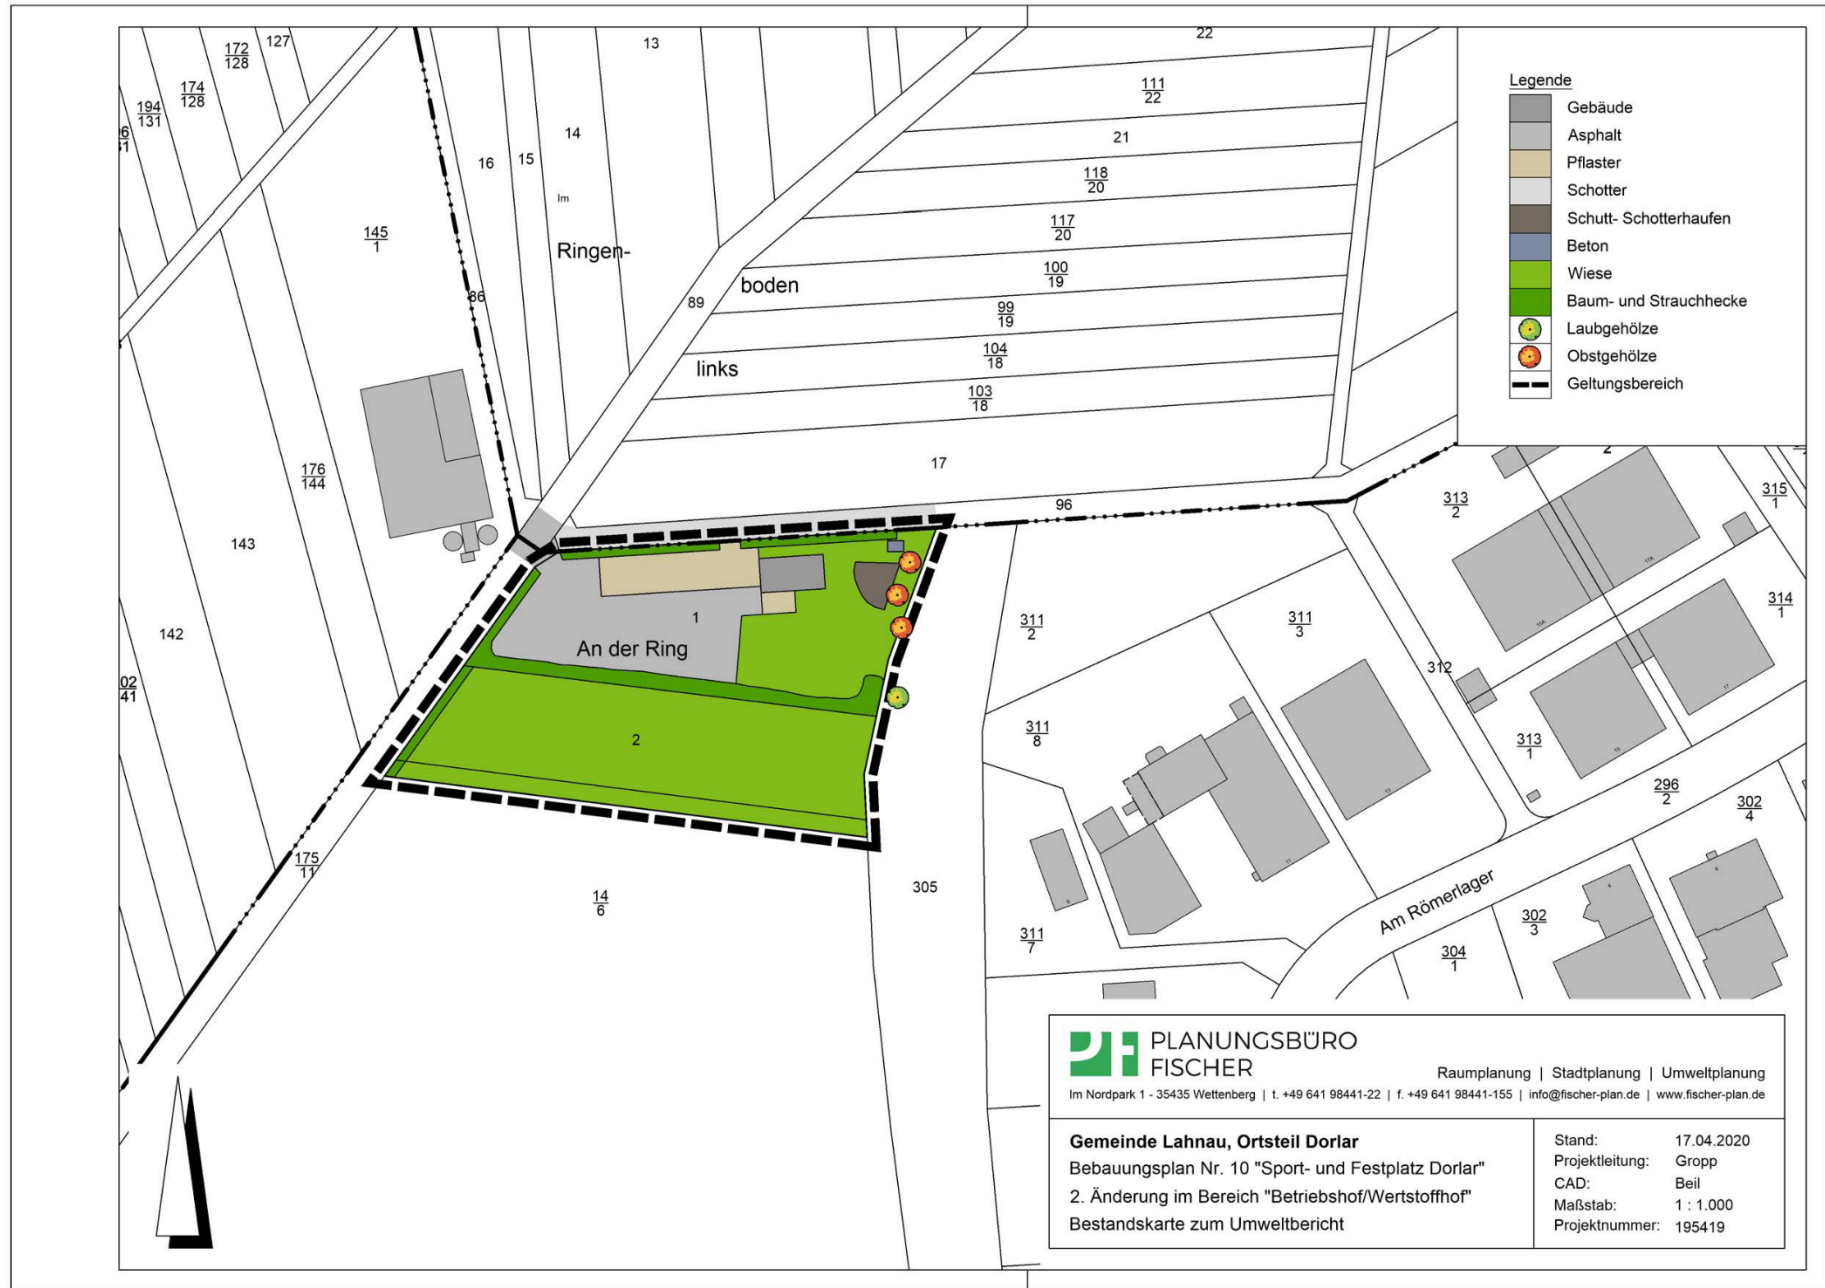 127
172
128
174
128
194
131
13
22
111
22
14
16
15
21
118
20
Im
117
20
145
1
Ringen-
boden
100
19
86
89
99
19
104
18
links
103
18
17
96
176
144
143
142
175
11
1
An der Ring
2
14
6
305
311
2
311
3
311
8
311
7
312
313
2
313
1
314
1
315
1
296
2
302
4
302
3
304
1
Am Römerlager
Legende
Gebäude
Asphalt
Pflaster
Schotter
Schutt- Schotterhaufen
Beton
Wiese
Baum- und Strauchhecke
Laubgehölze
Obstgehölze
Geltungsbereich
PLANUNGSBÜRO
FISCHER
Raumplanung | Stadtplanung | Umweltplanung
Im Nordpark 1 - 35435 Wettenberg | t. +49 641 98441-22 | f. +49 641 98441-155 | info@fischer-plan.de | www.fischer-plan.de
Gemeinde Lahnau, Ortsteil Dorlar
Bebauungsplan Nr. 10 "Sport- und Festplatz Dorlar"
2. Änderung im Bereich "Betriebshof/Wertstoffhof"
Bestandskarte zum Umweltbericht
Stand: 17.04.2020
Projektleitung: Gropp
CAD: Beil
Maßstab: 1 : 1.000
Projektnummer: 195419